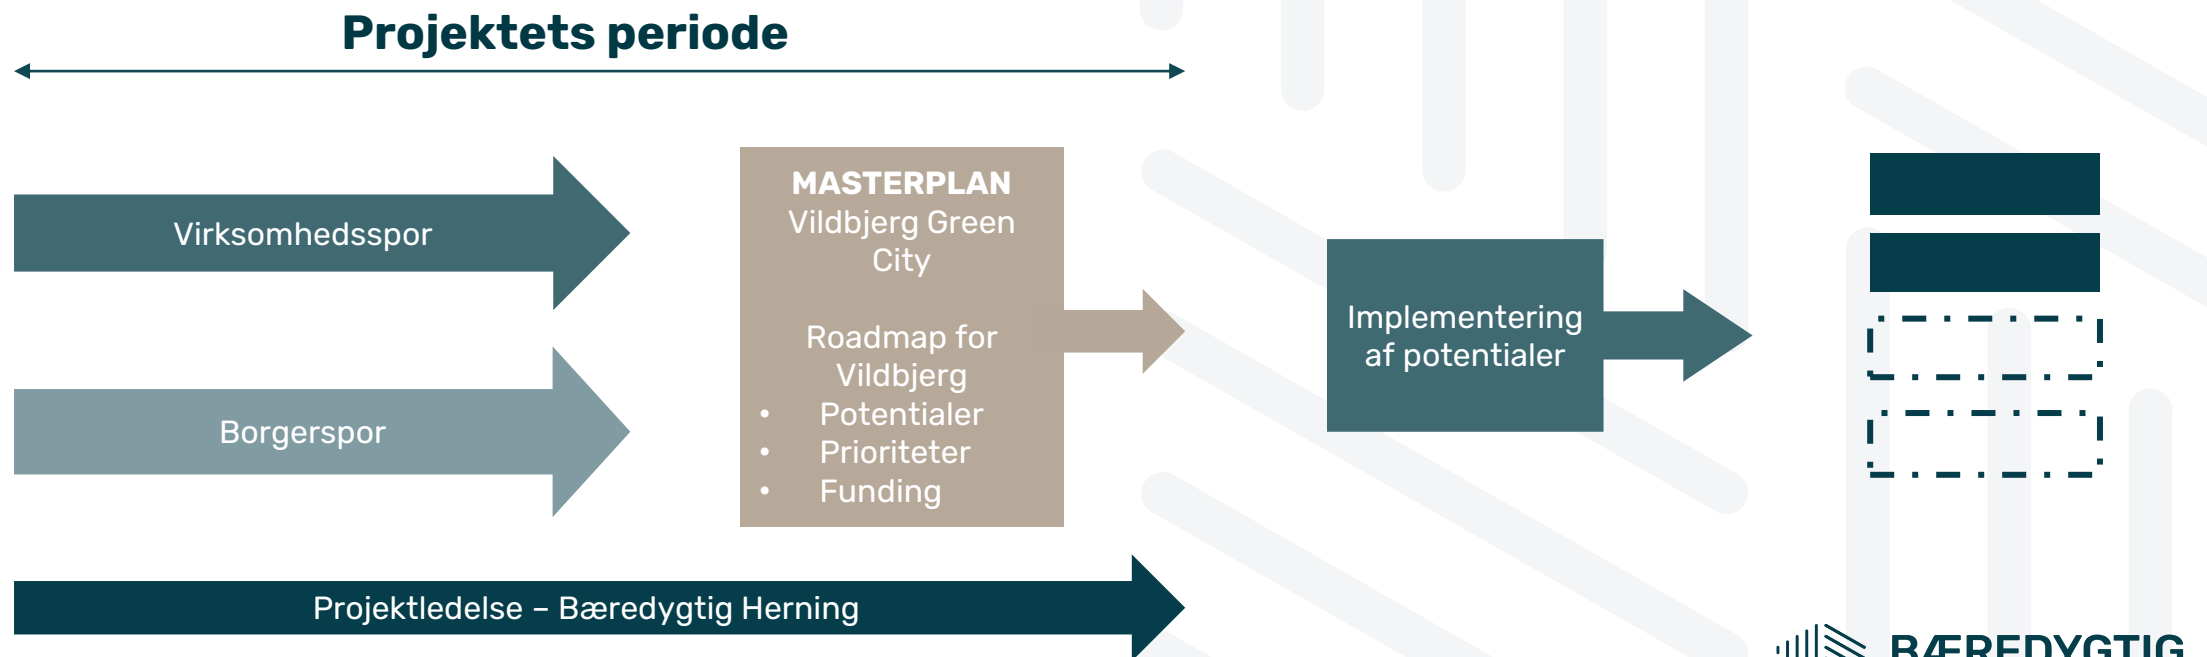 Projektets periode
Virksomhedsspor
Borgerspor
MASTERPLAN
Vildbjerg Green
City
Roadmap for
Vildbjerg
• Potentialer
• Prioriteter
• Funding
Implementering
af potentialer
Projektledelse – Bæredygtig Herning
BÆREDYGTIG